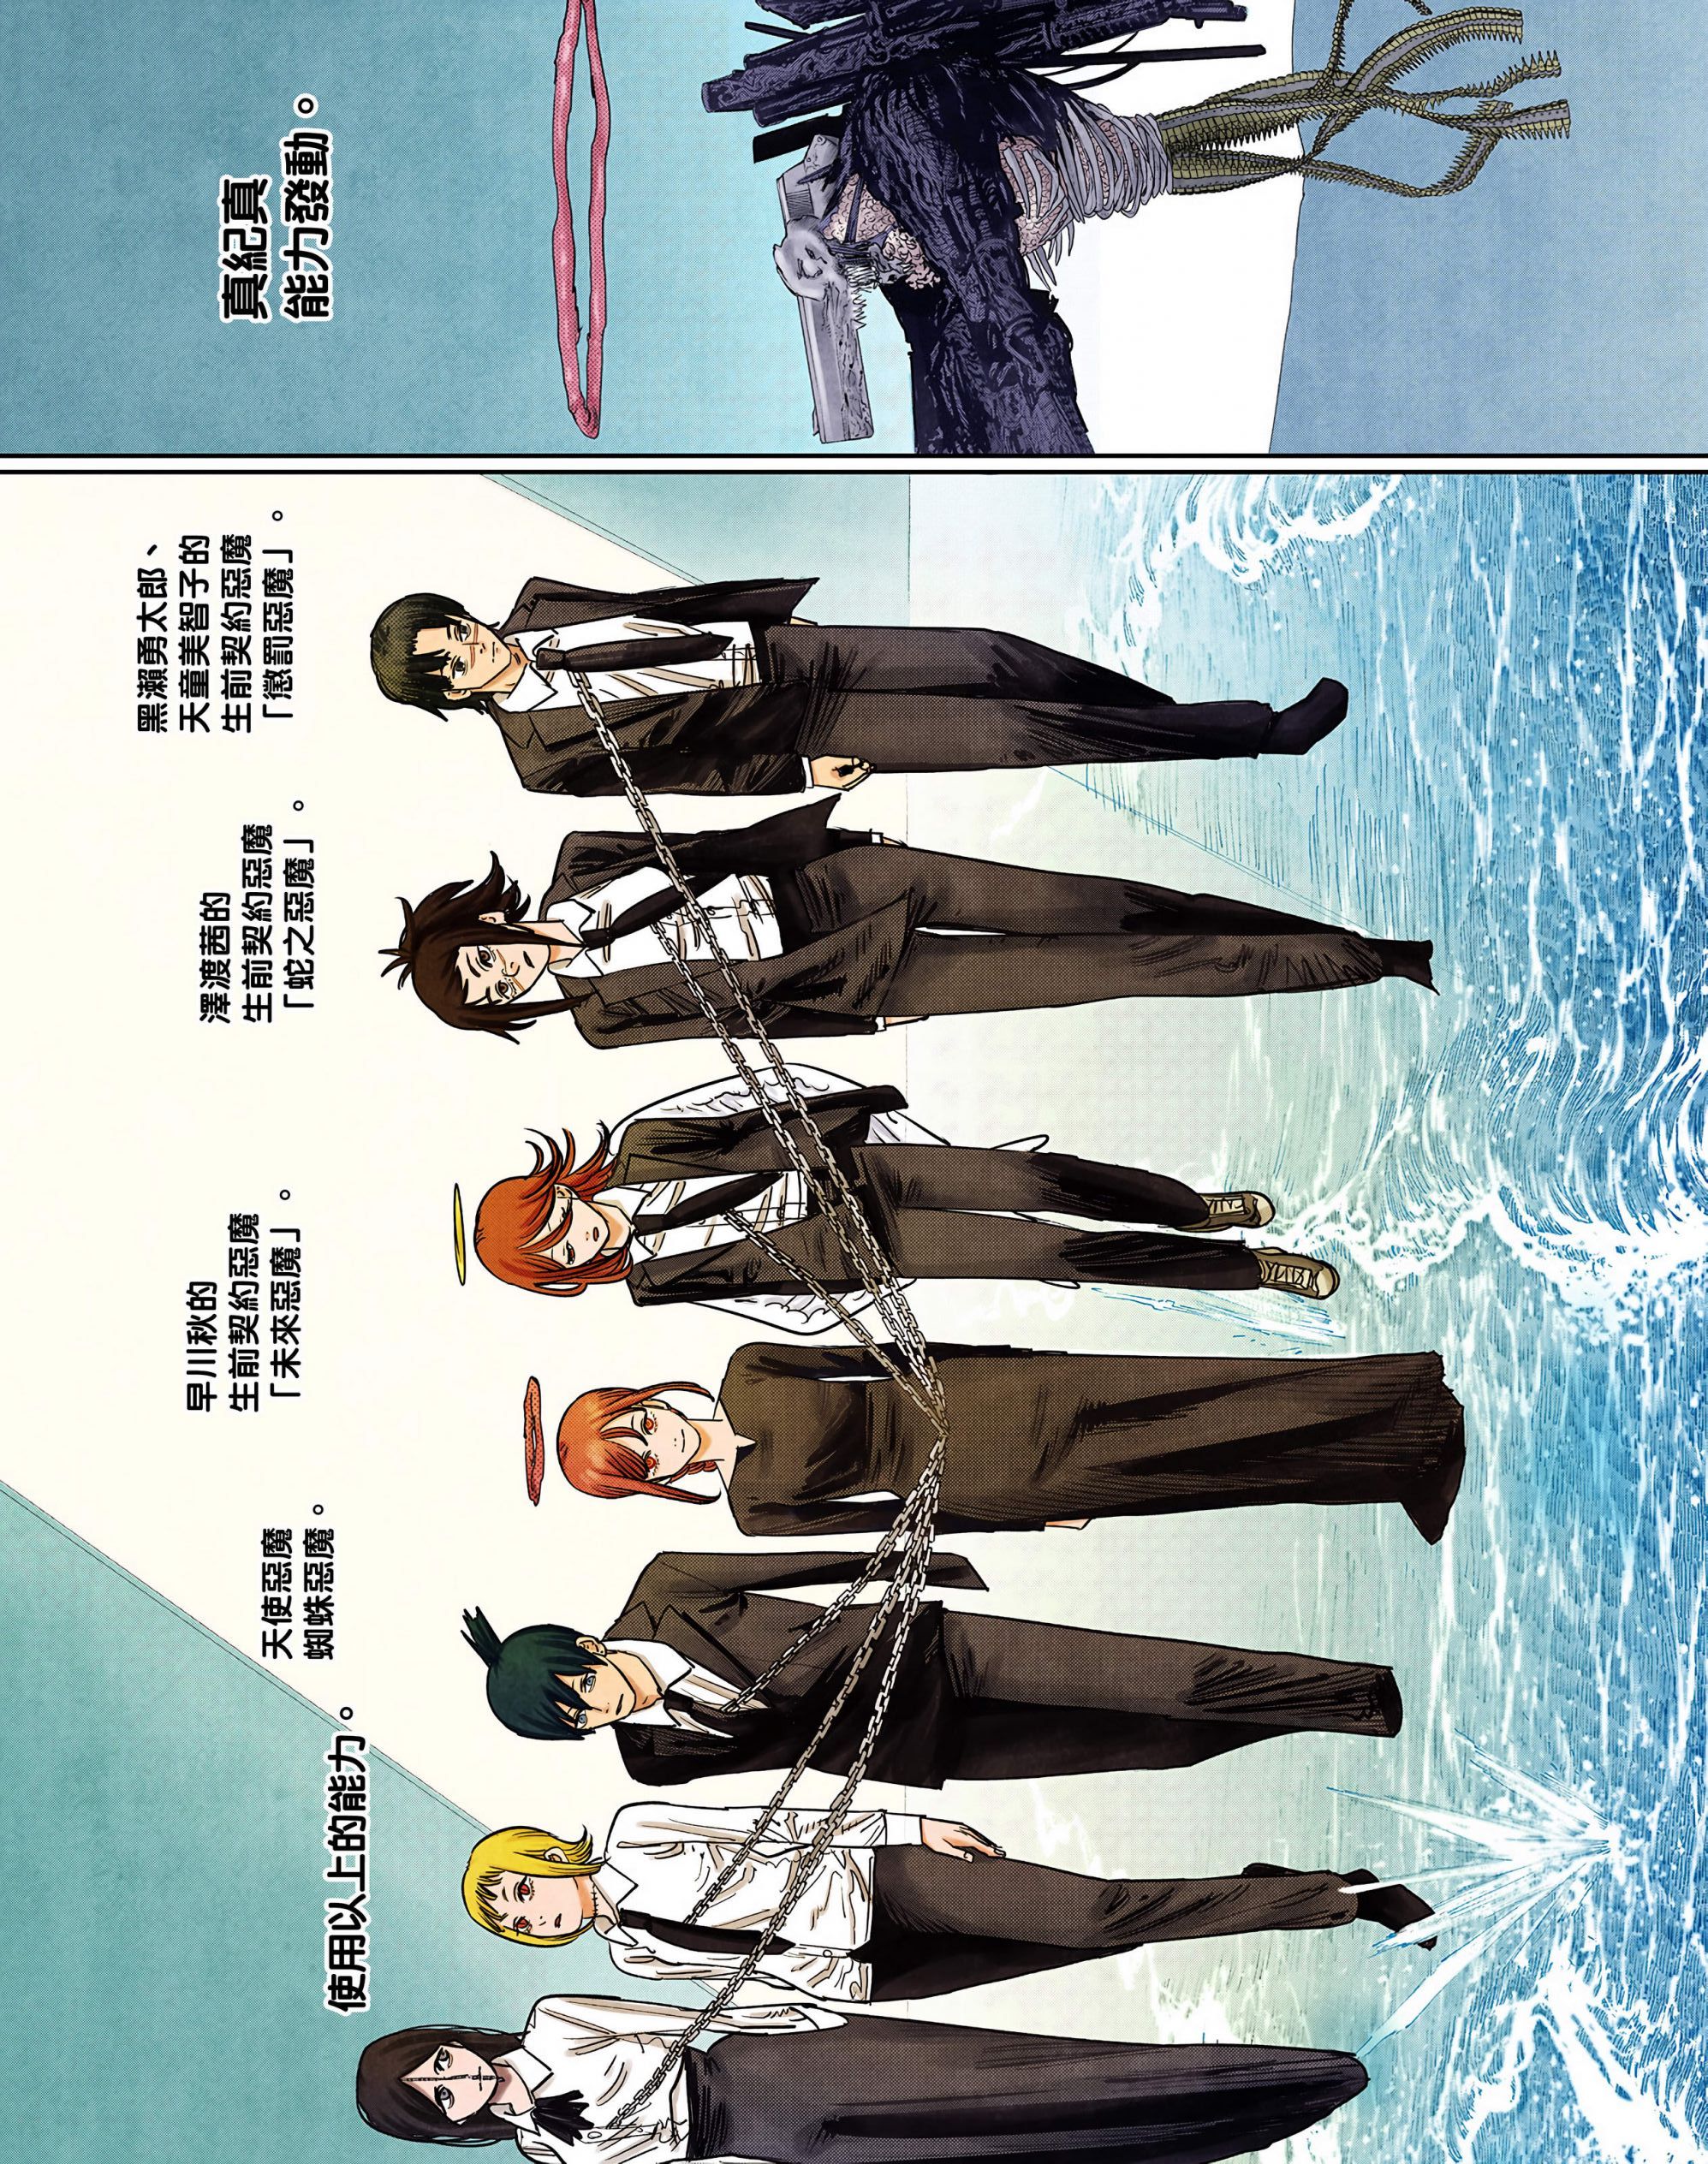 真紀真
能力發動。
黑瀨勇太郎、
天童美智子的
生前契約惡魔
「懲罰惡魔」。
澤渡茜的
生前契約惡魔
「蛇之惡魔」。
早川秋的
生前契約惡魔
「未來惡魔」。
天使惡魔
蜘蛛惡魔。
使用以上的能力。